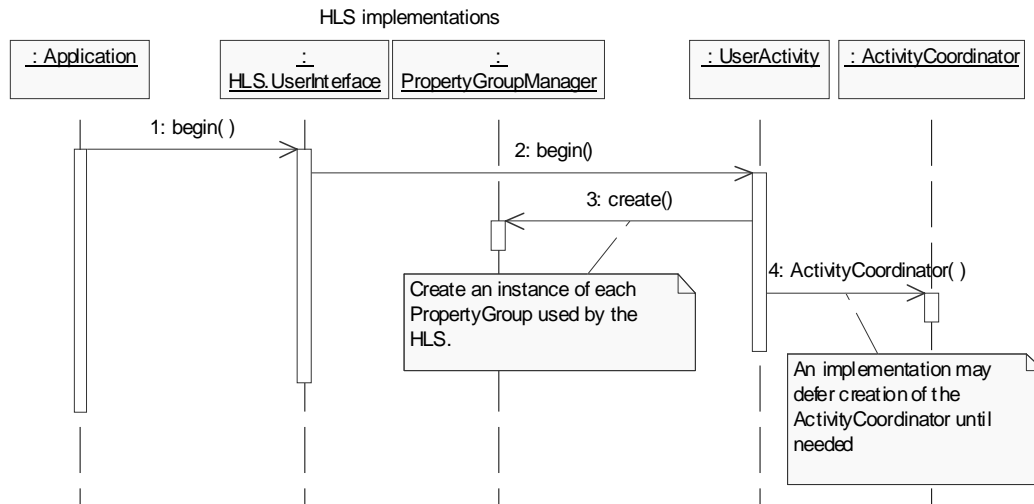 HLS implementations
: Application
:
HLS.UserInterface
:
PropertyGroupManager
: UserActivity
: ActivityCoordinator
1: begin( )
2: begin()
3: create()
4: ActivityCoordinator( )
Create an instance of each
PropertyGroup used by the
HLS.
An implementation may
defer creation of the
ActivityCoordinator until
needed